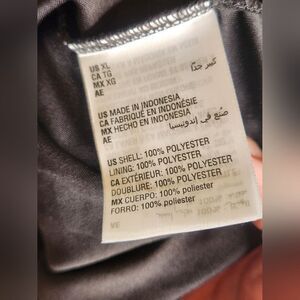 US XL
CA TG
MX XG
AE كبير جدًا
US MADE IN INDONESIA
CA FABRIQUÉ EN INDONÉSIE
MX HECHO EN INDONESIA
AE صنع في إندونيسيا
US SHELL: 100% POLYESTER
LINING: 100% POLYESTER
CA EXTÉRIEUR: 100% POLYESTER
DOUBLURE: 100% POLYESTER
MX CUERPO: 100% poliester
FORRO: 100% poliester